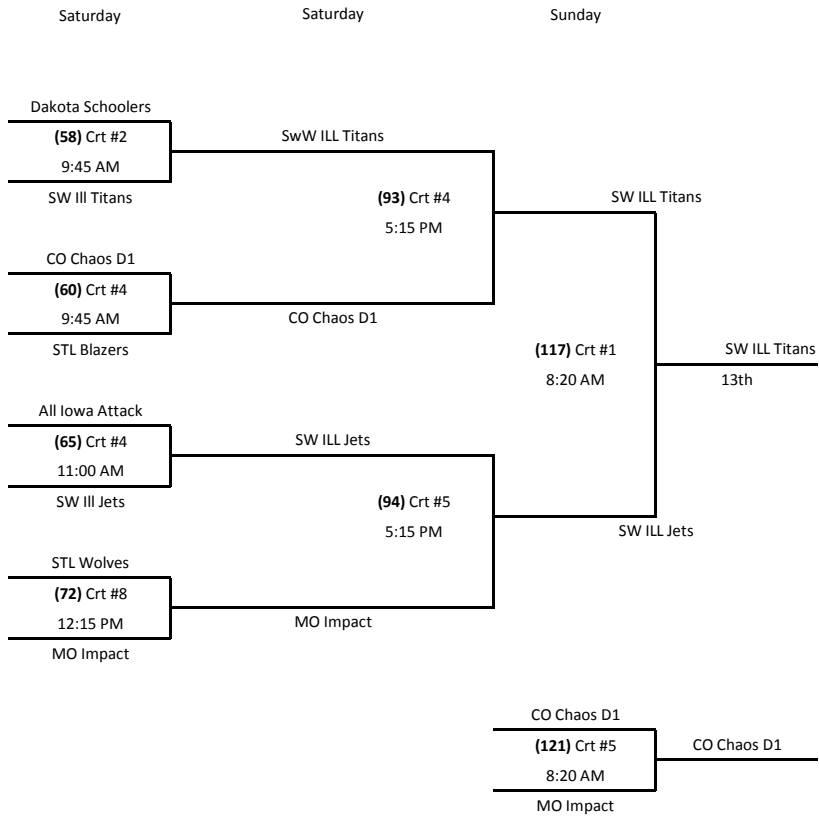 Saturday
Saturday
Sunday
Dakota Schoolers
(58) Crt #2
SwW ILL Titans
9:45 AM
SW Ill Titans
(93) Crt #4
SW ILL Titans
5:15 PM
CO Chaos D1
(60) Crt #4
9:45 AM
CO Chaos D1
STL Blazers
(117) Crt #1
SW ILL Titans
8:20 AM
13th
All Iowa Attack
(65) Crt #4
SW ILL Jets
11:00 AM
SW Ill Jets
(94) Crt #5
5:15 PM
SW ILL Jets
STL Wolves
(72) Crt #8
12:15 PM
MO Impact
MO Impact
CO Chaos D1
(121) Crt #5
CO Chaos D1
8:20 AM
MO Impact